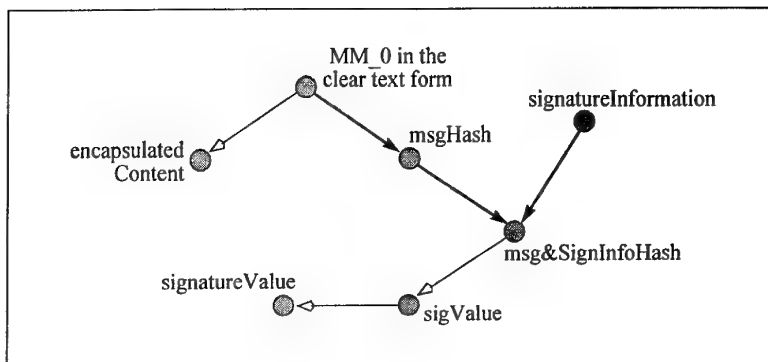 MM_0 in the
clear text form
signatureInformation
msgHash
encapsulated
Content
msg&SignInfoHash
signatureValue
sigValue